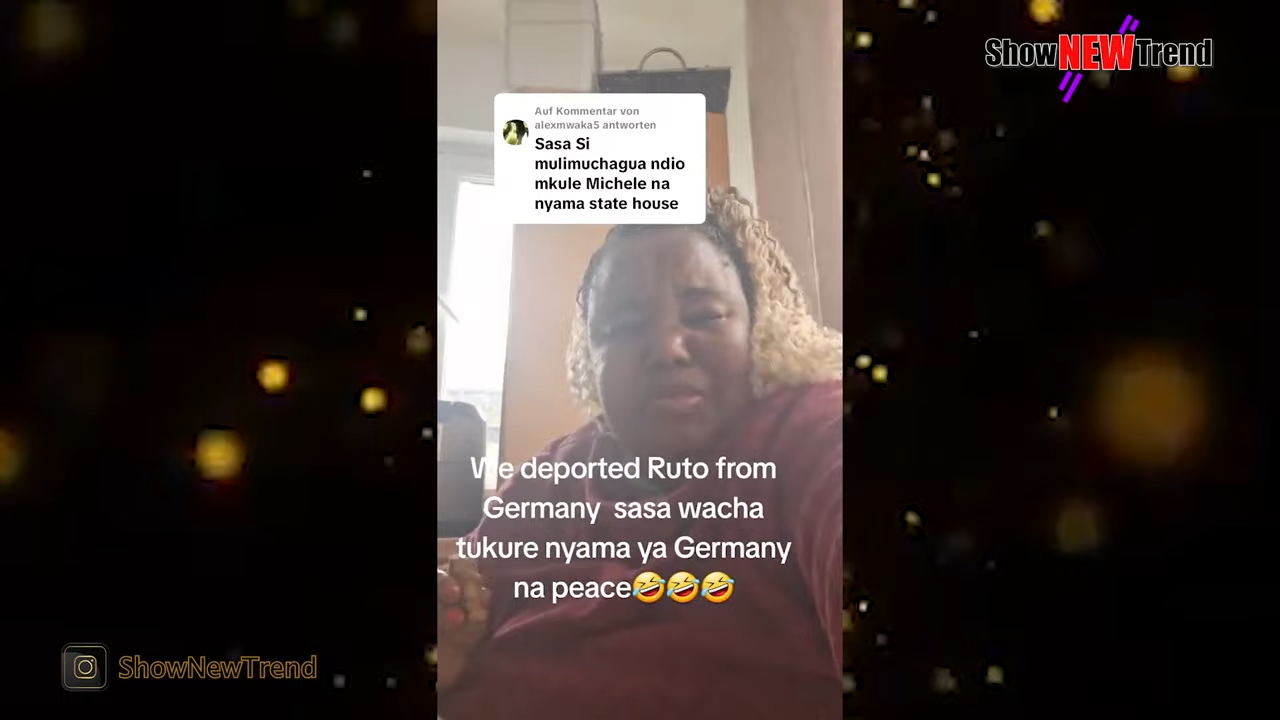 ShowNEWTrend
Auf Kommentar von
alexmwaka5 antworten
Sasa Si
mulimuchagua ndio
mkule Michele na
nyama state house
We deported Ruto from
Germany sasa wacha
tukure nyama ya Germany
na peace🤣🤣🤣
ShowNewTrend